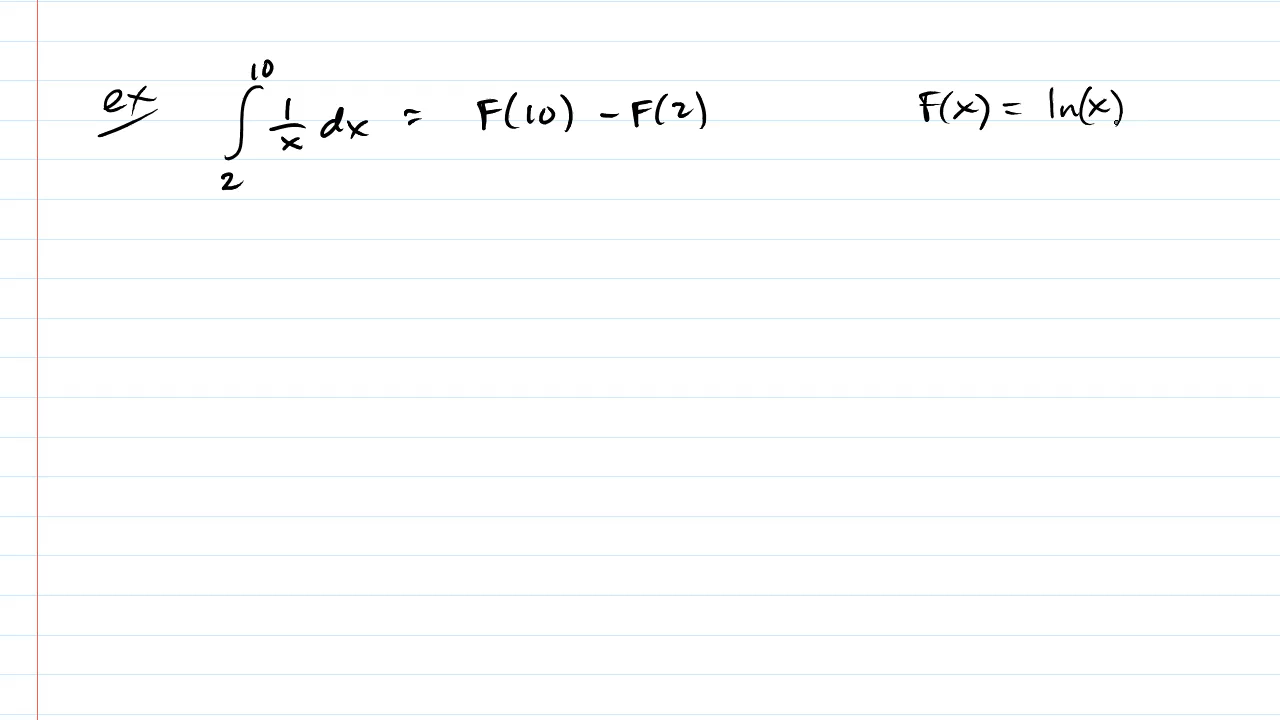 ex ∫₂¹⁰ 1/x dx = F(10) - F(2) F(x) = ln(x)